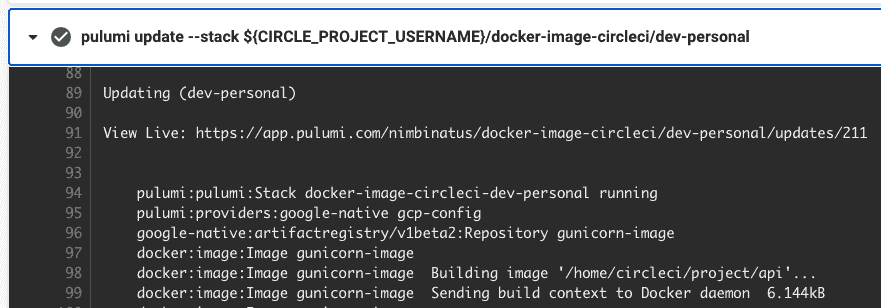 pulumi update --stack ${CIRCLE_PROJECT_USERNAME}/docker-image-circleci/dev-personal
88
89 Updating (dev-personal)
90
91 View Live: https://app.pulumi.com/nimbinatus/docker-image-circleci/dev-personal/updates/211
92
93
94 pulumi:pulumi:Stack docker-image-circleci-dev-personal running
95 pulumi:providers:google-native gcp-config
96 google-native:artifactregistry/v1beta2:Repository gunicorn-image
97 docker:image:Image gunicorn-image
98 docker:image:Image gunicorn-image Building image '/home/circleci/project/api'...
99 docker:image:Image gunicorn-image Sending build context to Docker daemon 6.144kB